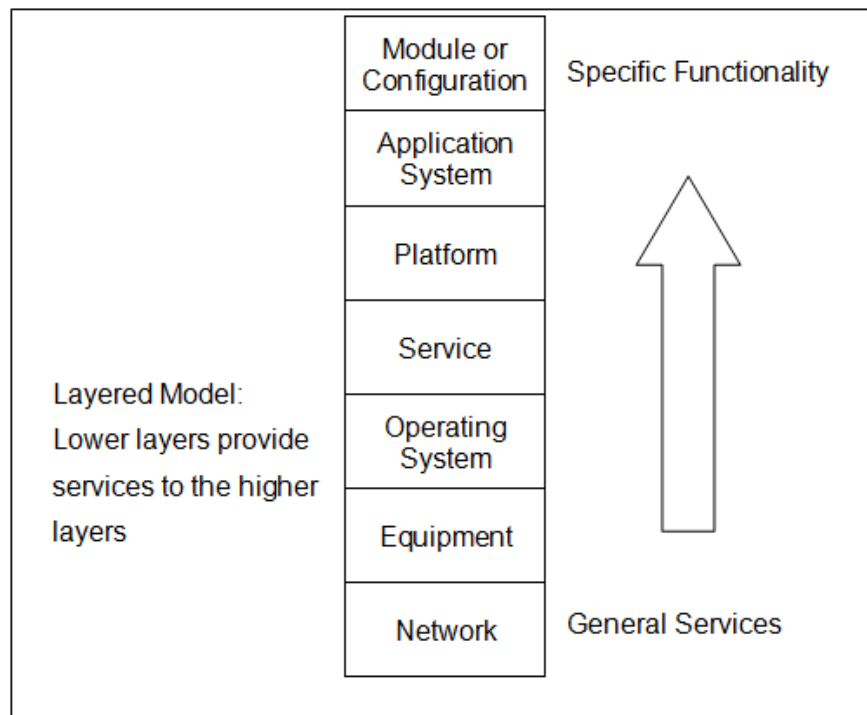 Module or
Configuration
Specific Functionality
Application
System
Platform
Service
Layered Model:
Lower layers provide
services to the higher
layers
Operating
System
Equipment
Network
General Services